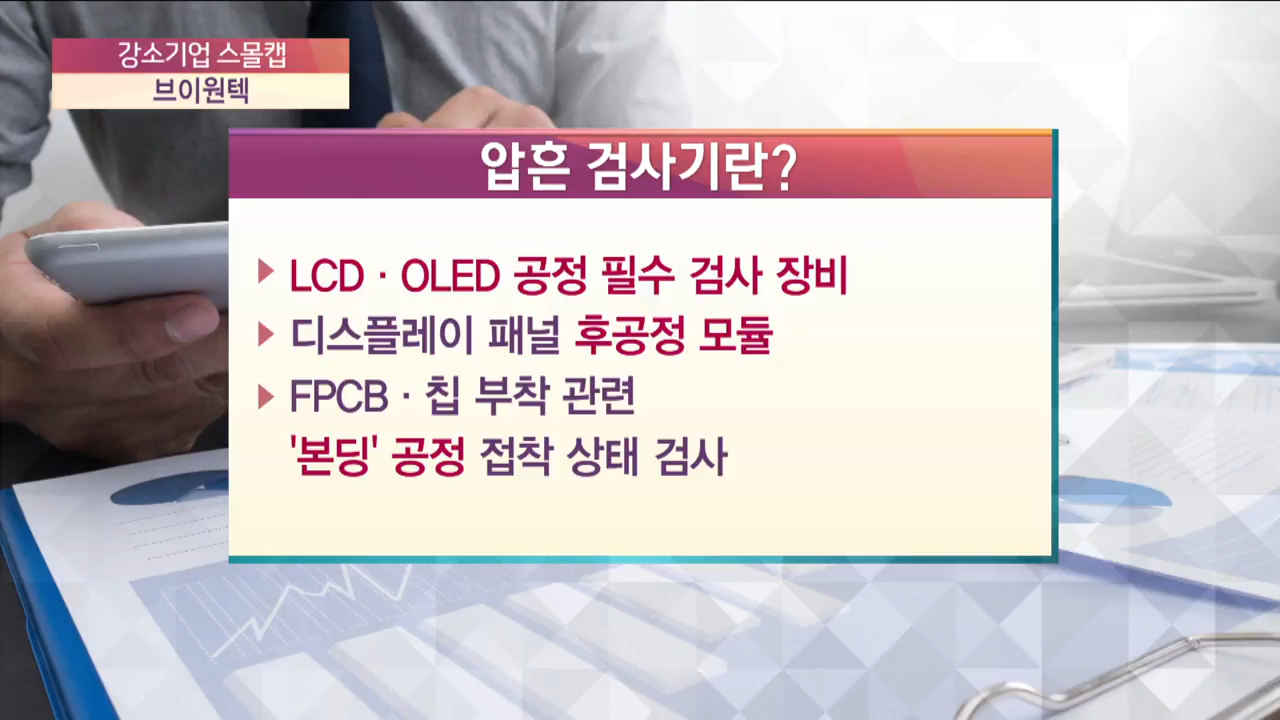 강소기업 스몰캡
브이원텍
압흔 검사기란?
▶ LCD · OLED 공정 필수 검사 장비
▶ 디스플레이 패널 후공정 모듈
▶ FPCB · 칩 부착 관련
'본딩' 공정 접착 상태 검사